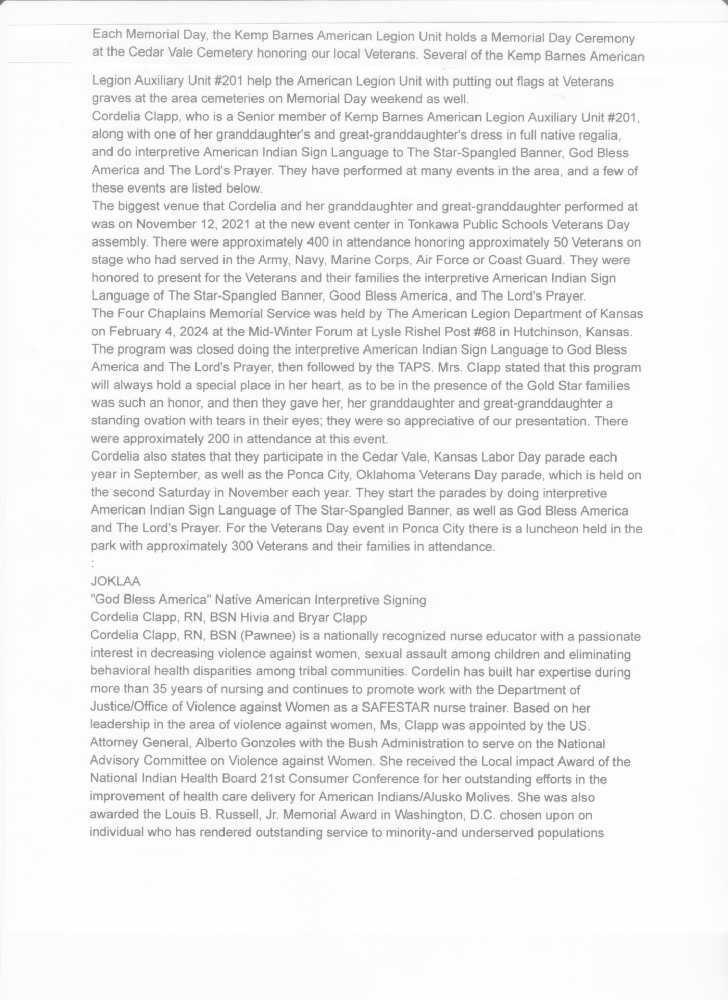 Each Memorial Day, the Kemp Barnes American Legion Unit holds a Memorial Day Ceremony
at the Cedar Vale Cemetery honoring our local Veterans. Several of the Kemp Barnes American
Legion Auxiliary Unit #201 help the American Legion Unit with putting out flags at Veterans
graves at the area cemeteries on Memorial Day weekend as well.
Cordelia Clapp, who is a Senior member of Kemp Barnes American Legion Auxiliary Unit #201,
along with one of her granddaughter's and great-granddaughter's dress in full native regalia,
and do interpretive American Indian Sign Language to The Star-Spangled Banner, God Bless
America and The Lord's Prayer. They have performed at many events in the area, and a few of
these events are listed below.
The biggest venue that Cordelia and her granddaughter and great-granddaughter performed at
was on November 12, 2021 at the new event center in Tonkawa Public Schools Veterans Day
assembly. There were approximately 400 in attendance honoring approximately 50 Veterans on
stage who had served in the Army, Navy, Marine Corps, Air Force or Coast Guard. They were
honored to present for the Veterans and their families the interpretive American Indian Sign
Language of The Star-Spangled Banner, Good Bless America, and The Lord's Prayer.
The Four Chaplains Memorial Service was held by The American Legion Department of Kansas
on February 4, 2024 at the Mid-Winter Forum at Lysle Rishel Post #68 in Hutchinson, Kansas.
The program was closed doing the interpretive American Indian Sign Language to God Bless
America and The Lord's Prayer, then followed by the TAPS. Mrs. Clapp stated that this program
will always hold a special place in her heart, as to be in the presence of the Gold Star families
was such an honor, and then they gave her, her granddaughter and great-granddaughter a
standing ovation with tears in their eyes; they were so appreciative of our presentation. There
were approximately 200 in attendance at this event.
Cordelia also states that they participate in the Cedar Vale, Kansas Labor Day parade each
year in September, as well as the Ponca City, Oklahoma Veterans Day parade, which is held on
the second Saturday in November each year. They start the parades by doing interpretive
American Indian Sign Language of The Star-Spangled Banner, as well as God Bless America
and The Lord's Prayer. For the Veterans Day event in Ponca City there is a luncheon held in the
park with approximately 300 Veterans and their families in attendance.
:
JOKLAA
"God Bless America" Native American Interpretive Signing
Cordelia Clapp, RN, BSN Hivia and Bryar Clapp
Cordelia Clapp, RN, BSN (Pawnee) is a nationally recognized nurse educator with a passionate
interest in decreasing violence against women, sexual assault among children and eliminating
behavioral health disparities among tribal communities. Cordelin has built har expertise during
more than 35 years of nursing and continues to promote work with the Department of
Justice/Office of Violence against Women as a SAFESTAR nurse trainer. Based on her
leadership in the area of violence against women, Ms, Clapp was appointed by the US.
Attorney General, Alberto Gonzoles with the Bush Administration to serve on the National
Advisory Committee on Violence against Women. She received the Local impact Award of the
National Indian Health Board 21st Consumer Conference for her outstanding efforts in the
improvement of health care delivery for American Indians/Alusko Molives. She was also
awarded the Louis B. Russell, Jr. Memorial Award in Washington, D.C. chosen upon on
individual who has rendered outstanding service to minority-and underserved populations